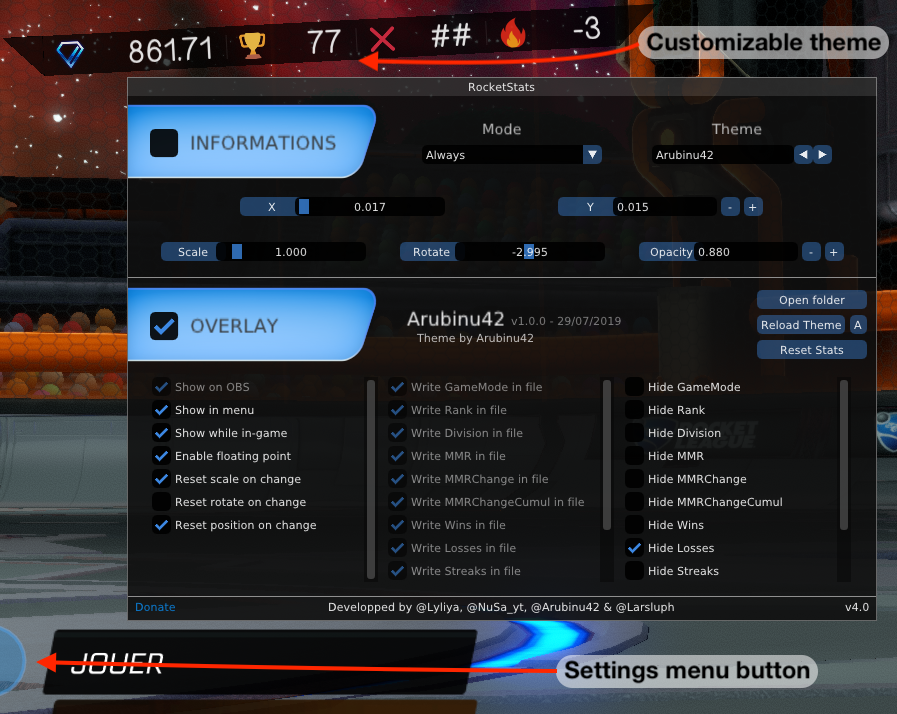 861.71 77 ## -3
Customizable theme
RocketStats
INFORMATIONS
Mode
Theme
Always
Arubinu42
X 0.017
Y 0.015 - +
Scale 1.000
Rotate -2.995
Opacity 0.880 - +
OVERLAY
Arubinu42 v1.0.0 - 29/07/2019
Theme by Arubinu42
Open folder
Reload Theme A
Reset Stats
Show on OBS
Show in menu
Show while in-game
Enable floating point
Reset scale on change
Reset rotate on change
Reset position on change
Write GameMode in file
Write Rank in file
Write Division in file
Write MMR in file
Write MMRChange in file
Write MMRChangeCumul in file
Write Wins in file
Write Losses in file
Write Streaks in file
Hide GameMode
Hide Rank
Hide Division
Hide MMR
Hide MMRChange
Hide MMRChangeCumul
Hide Wins
Hide Losses
Hide Streaks
ROCKET
LEAGUE
Donate
Developped by @Lyliya, @NuSa_yt, @Arubinu42 & @Larsluph
v4.0
JOUER
Settings menu button